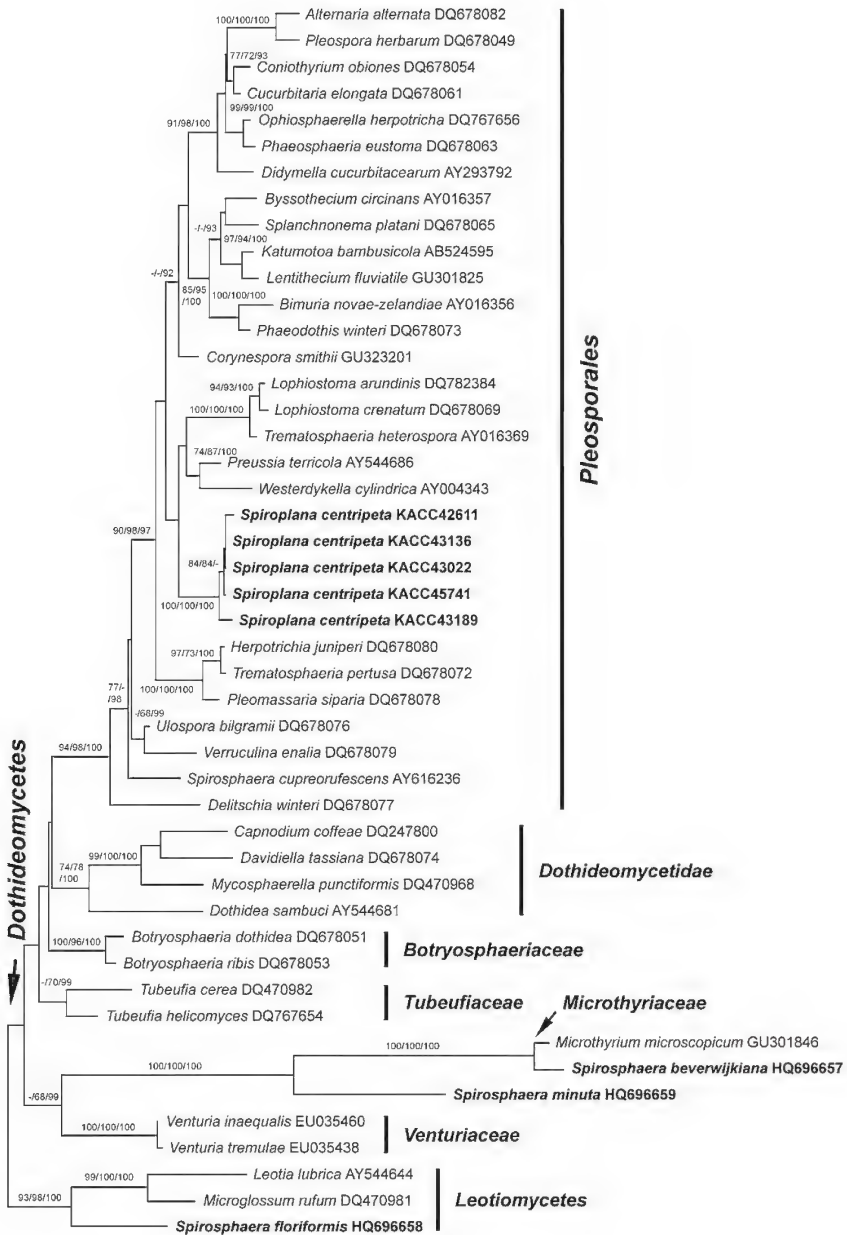 100/100/100
Alternaria alternata DQ678082
Pleospora herbarum DQ678049
77/72/93
Coniothyrium obiones DQ678054
Cucurbitaria elongata DQ678061
99/99/100
Ophiosphaerella herpotricha DQ767656
91/98/100
Phaeosphaeria eustoma DQ678063
Didymella cucurbitacearum AY293792
Byssothecium circinans AY016357
-/-/93
Splanchnonema platani DQ678065
97/94/100
Katumotoa bambusicola AB524595
-/-/92
Lentithecium fluviatile GU301825
85/95
/100
100/100/100
Bimuria novae-zelandiae AY016356
Phaeodothis winteri DQ678073
Corynespora smithii GU323201
Pleosporales
94/93/100
Lophiostoma arundinis DQ782384
100/100/100
Lophiostoma crenatum DQ678069
Trematosphaeria heterospora AY016369
74/87/100
Preussia terricola AY544686
Westerdykella cylindrica AY004343
Spiroplana centripeta KACC42611
90/98/97
Spiroplana centripeta KACC43136
84/84/-
Spiroplana centripeta KACC43022
Spiroplana centripeta KACC45741
100/100/100
Spiroplana centripeta KACC43189
97/73/100
Herpotrichia juniperi DQ678080
Trematosphaeria pertusa DQ678072
77/-
/98
100/100/100
Pleomassaria siparia DQ678078
-/68/99
Ulospora bilgramii DQ678076
94/98/100
Verruculina enalia DQ678079
Spirosphaera cupreorufescens AY616236
Delitschia winteri DQ678077
Dothideomycetes
Capnodium coffeae DQ247800
99/100/100
Davidiella tassiana DQ678074
74/78
/100
Mycosphaerella punctiformis DQ470968
Dothidea sambuci AY544681
Dothideomycetidae
100/96/100
Botryosphaeria dothidea DQ678051
Botryosphaeria ribis DQ678053
Botryosphaeriaceae
-/70/99
Tubeufia cerea DQ470982
Tubeufia helicomyces DQ767654
Tubeufiaceae
Microthyriaceae
100/100/100
Microthyrium microscopicum GU301846
100/100/100
Spirosphaera beverwijkiana HQ696657
Spirosphaera minuta HQ696659
-/68/99
Venturia inaequalis EU035460
100/100/100
Venturia tremulae EU035438
Venturiaceae
99/100/100
Leotia lubrica AY544644
93/98/100
Microglossum rufum DQ470981
Spirosphaera floriformis HQ696658
Leotiomycetes